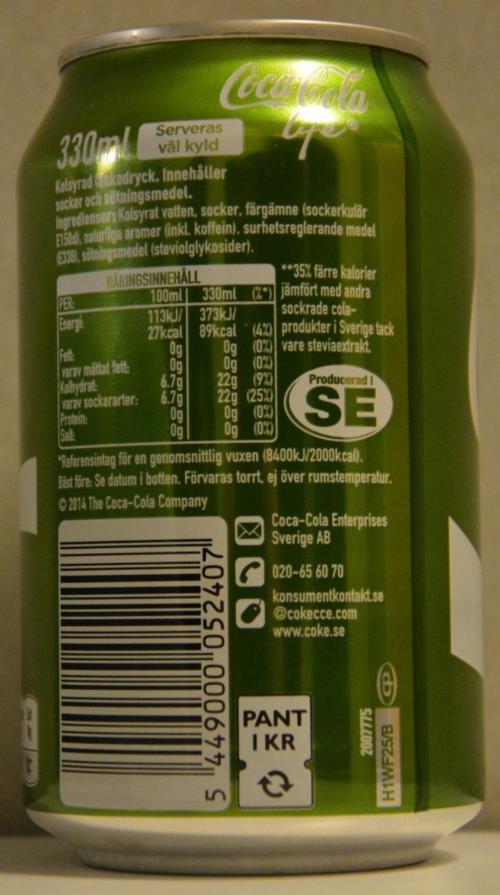 Coca-Cola
life
330ml
Serveras
väl kyld
Kolsyrad läskedryck. Innehåller
socker och sötningsmedel.
Ingredienser: Kolsyrat vatten, socker, färgämne (sockerkulör
E150d), naturliga aromer (inkl. koffein), surhetsreglerande medel
(E338), sötningsmedel (steviolglykosider).
NÄRINGSINNEHÅLL
PER: 100ml 330ml (%*)
Energi: 113kJ/ 373kJ/
27kcal 89kcal (4%)
Fett: 0g 0g (0%)
varav mättat fett: 0g 0g (0%)
Kolhydrat: 6.7g 22g (9%)
varav sockerarter: 6.7g 22g (25%)
Protein: 0g 0g (0%)
Salt: 0g 0g (0%)
**35% färre kalorier
jämfört med andra
sockrade cola-
produkter i Sverige tack
vare steviaextrakt.
Producerad i
SE
*Referensintag för en genomsnittlig vuxen (8400kJ/2000kcal).
Bäst före: Se datum i botten. Förvaras torrt, ej över rumstemperatur.
© 2014 The Coca-Cola Company
Coca-Cola Enterprises
Sverige AB
020-65 60 70
konsumentkontakt.se
@cokecce.com
www.coke.se
5 449000 052407
PANT
1 KR
2007775
H1WF25/B
CP